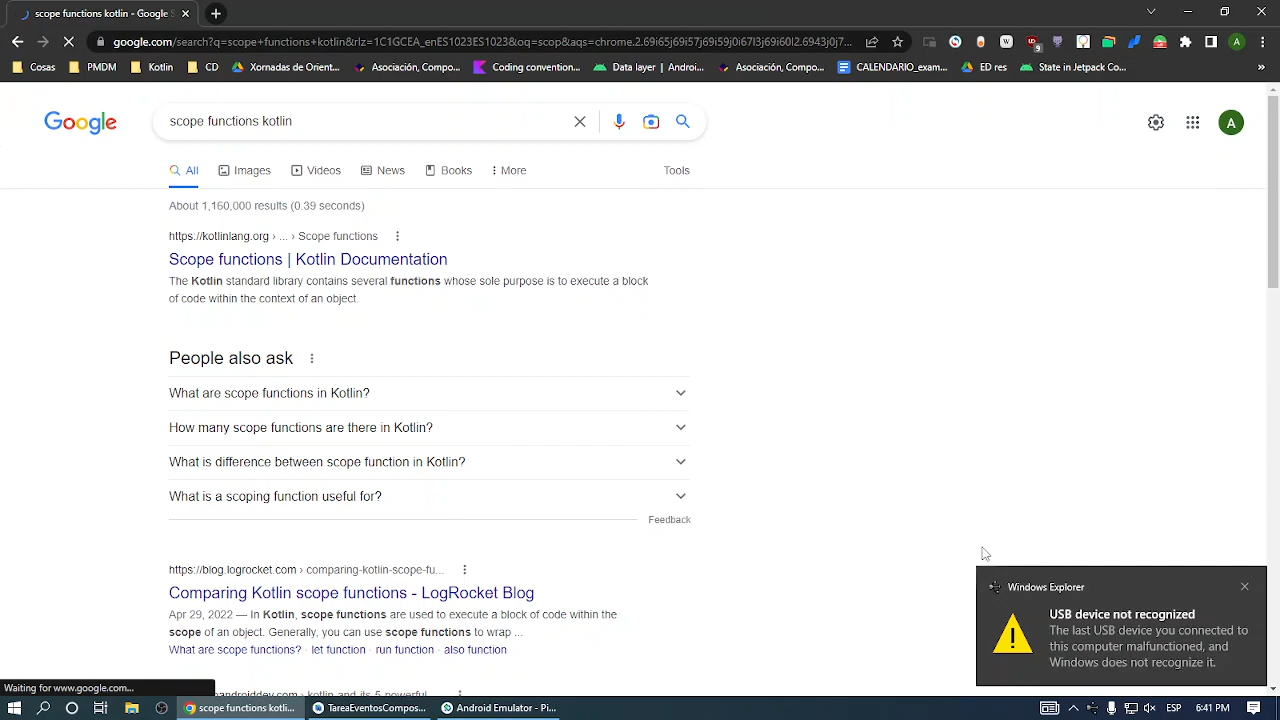 scope functions kotlin - Google S
google.com/search?q=scope+functions+kotlin&rlz=1C1GCEA_enES1023ES1023&oq=scop&aqs=chrome.2.69i65j69i57j69i59j0i67l3j69i60l2.6943j0j7...
Cosas
PMDM
Kotlin
CD
Xornadas de Orient...
Asociación, Compo...
Coding convention...
Data layer | Androi...
Asociación, Compo...
CALENDARIO_exam...
ED res
State in Jetpack Co...
»
Google
scope functions kotlin
A
All
Images
Videos
News
Books
More
Tools
About 1,160,000 results (0.39 seconds)
https://kotlinlang.org › ... › Scope functions
Scope functions | Kotlin Documentation
The Kotlin standard library contains several functions whose sole purpose is to execute a block
of code within the context of an object.
People also ask
What are scope functions in Kotlin?
How many scope functions are there in Kotlin?
What is difference between scope function in Kotlin?
What is a scoping function useful for?
Feedback
https://blog.logrocket.com › comparing-kotlin-scope-fu...
Comparing Kotlin scope functions - LogRocket Blog
Apr 29, 2022 — In Kotlin, scope functions are used to execute a block of code within the
scope of an object. Generally, you can use scope functions to wrap ...
What are scope functions? · let function · run function · also function
Windows Explorer
USB device not recognized
The last USB device you connected to
this computer malfunctioned, and
Windows does not recognize it.
Waiting for www.google.com...
androiddev.com › kotlin-and-its-5-powerful...
scope functions kotli...
TareaEventosCompos...
Android Emulator - Pi...
ESP
6:41 PM